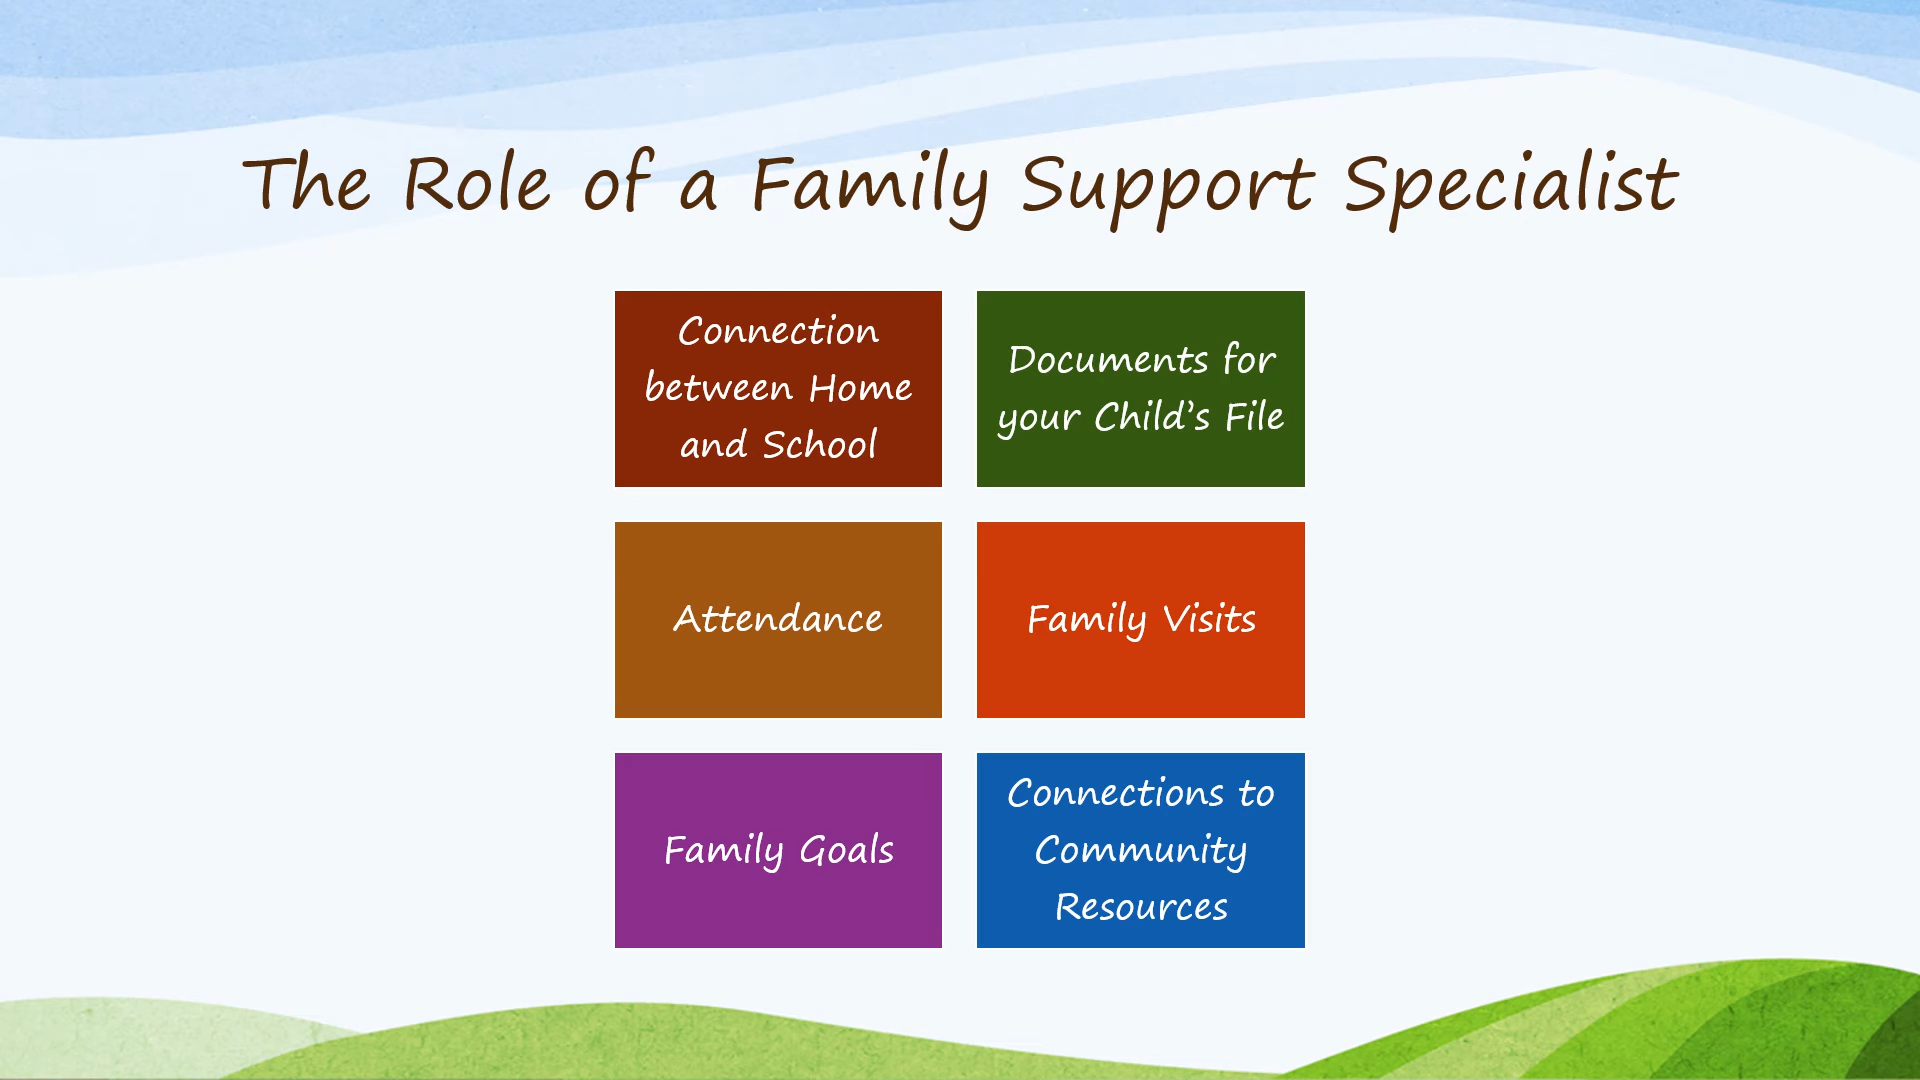 The Role of a Family Support Specialist
Connection
between Home
and School
Documents for
your Child’s File
Attendance
Family Visits
Family Goals
Connections to
Community
Resources